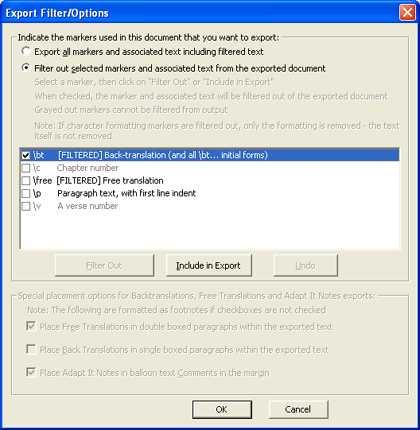 Export Filter/Options
Indicate the markers used in this document that you want to export:
Export all markers and associated text including filtered text
Filter out selected markers and associated text from the exported document
Select a marker, then click on "Filter Out" or "Include in Export"
When checked, the marker and associated text will be filtered out of the exported document
Grayed out markers cannot be filtered from output
Note: If character formatting markers are filtered out, only the formatting is removed - the text
itself is not removed
\bt [FILTERED] Back-translation (and all \bt... initial forms)
\c Chapter number
\free [FILTERED] Free translation
\p Paragraph text, with first line indent
\v A verse number
Filter Out Include in Export Undo
Special placement options for Backtranslations, Free Translations and Adapt It Notes exports:
Note: The following are formatted as footnotes if checkboxes are not checked
Place Free Translations in double boxed paragraphs within the exported text
Place Back Translations in single boxed paragraphs within the exported text
Place Adapt It Notes in balloon text Comments in the margin
OK Cancel